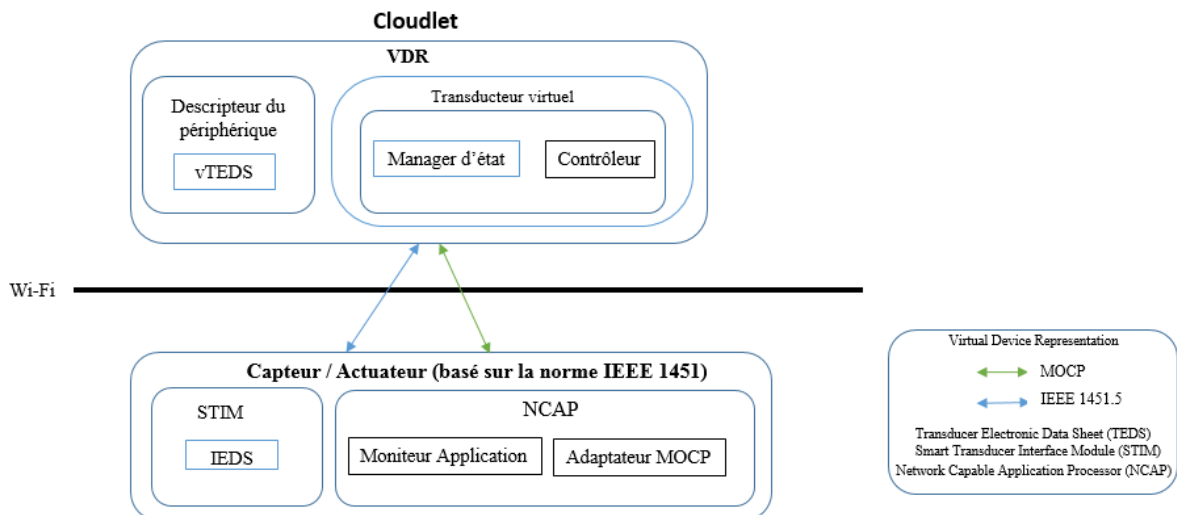 Cloudlet
VDR
Descripteur du
périphérique
vTEDS
Transducteur virtuel
Manager d’état
Contrôleur
Wi-Fi
Capteur / Actuateur (basé sur la norme IEEE 1451)
STIM
IEDS
NCAP
Moniteur Application
Adaptateur MOCP
Virtual Device Representation
MOCP
IEEE 1451.5
Transducer Electronic Data Sheet (TEDS)
Smart Transducer Interface Module (STIM)
Network Capable Application Processor (NCAP)